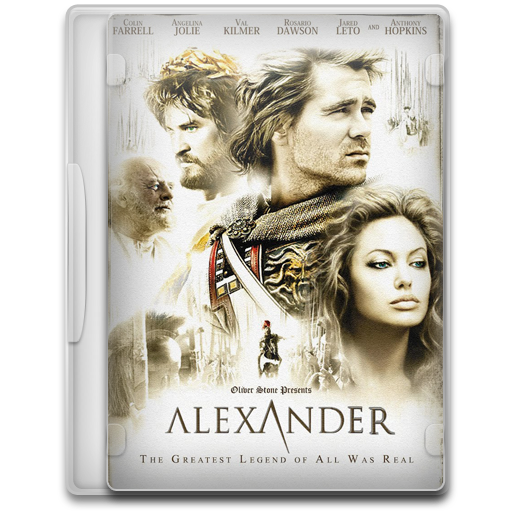 COLIN FARRELL ANGELINA JOLIE VAL KILMER ROSARIO DAWSON JARED LETO AND ANTHONY HOPKINS
Oliver Stone Presents
ALEXANDER
THE GREATEST LEGEND OF ALL WAS REAL